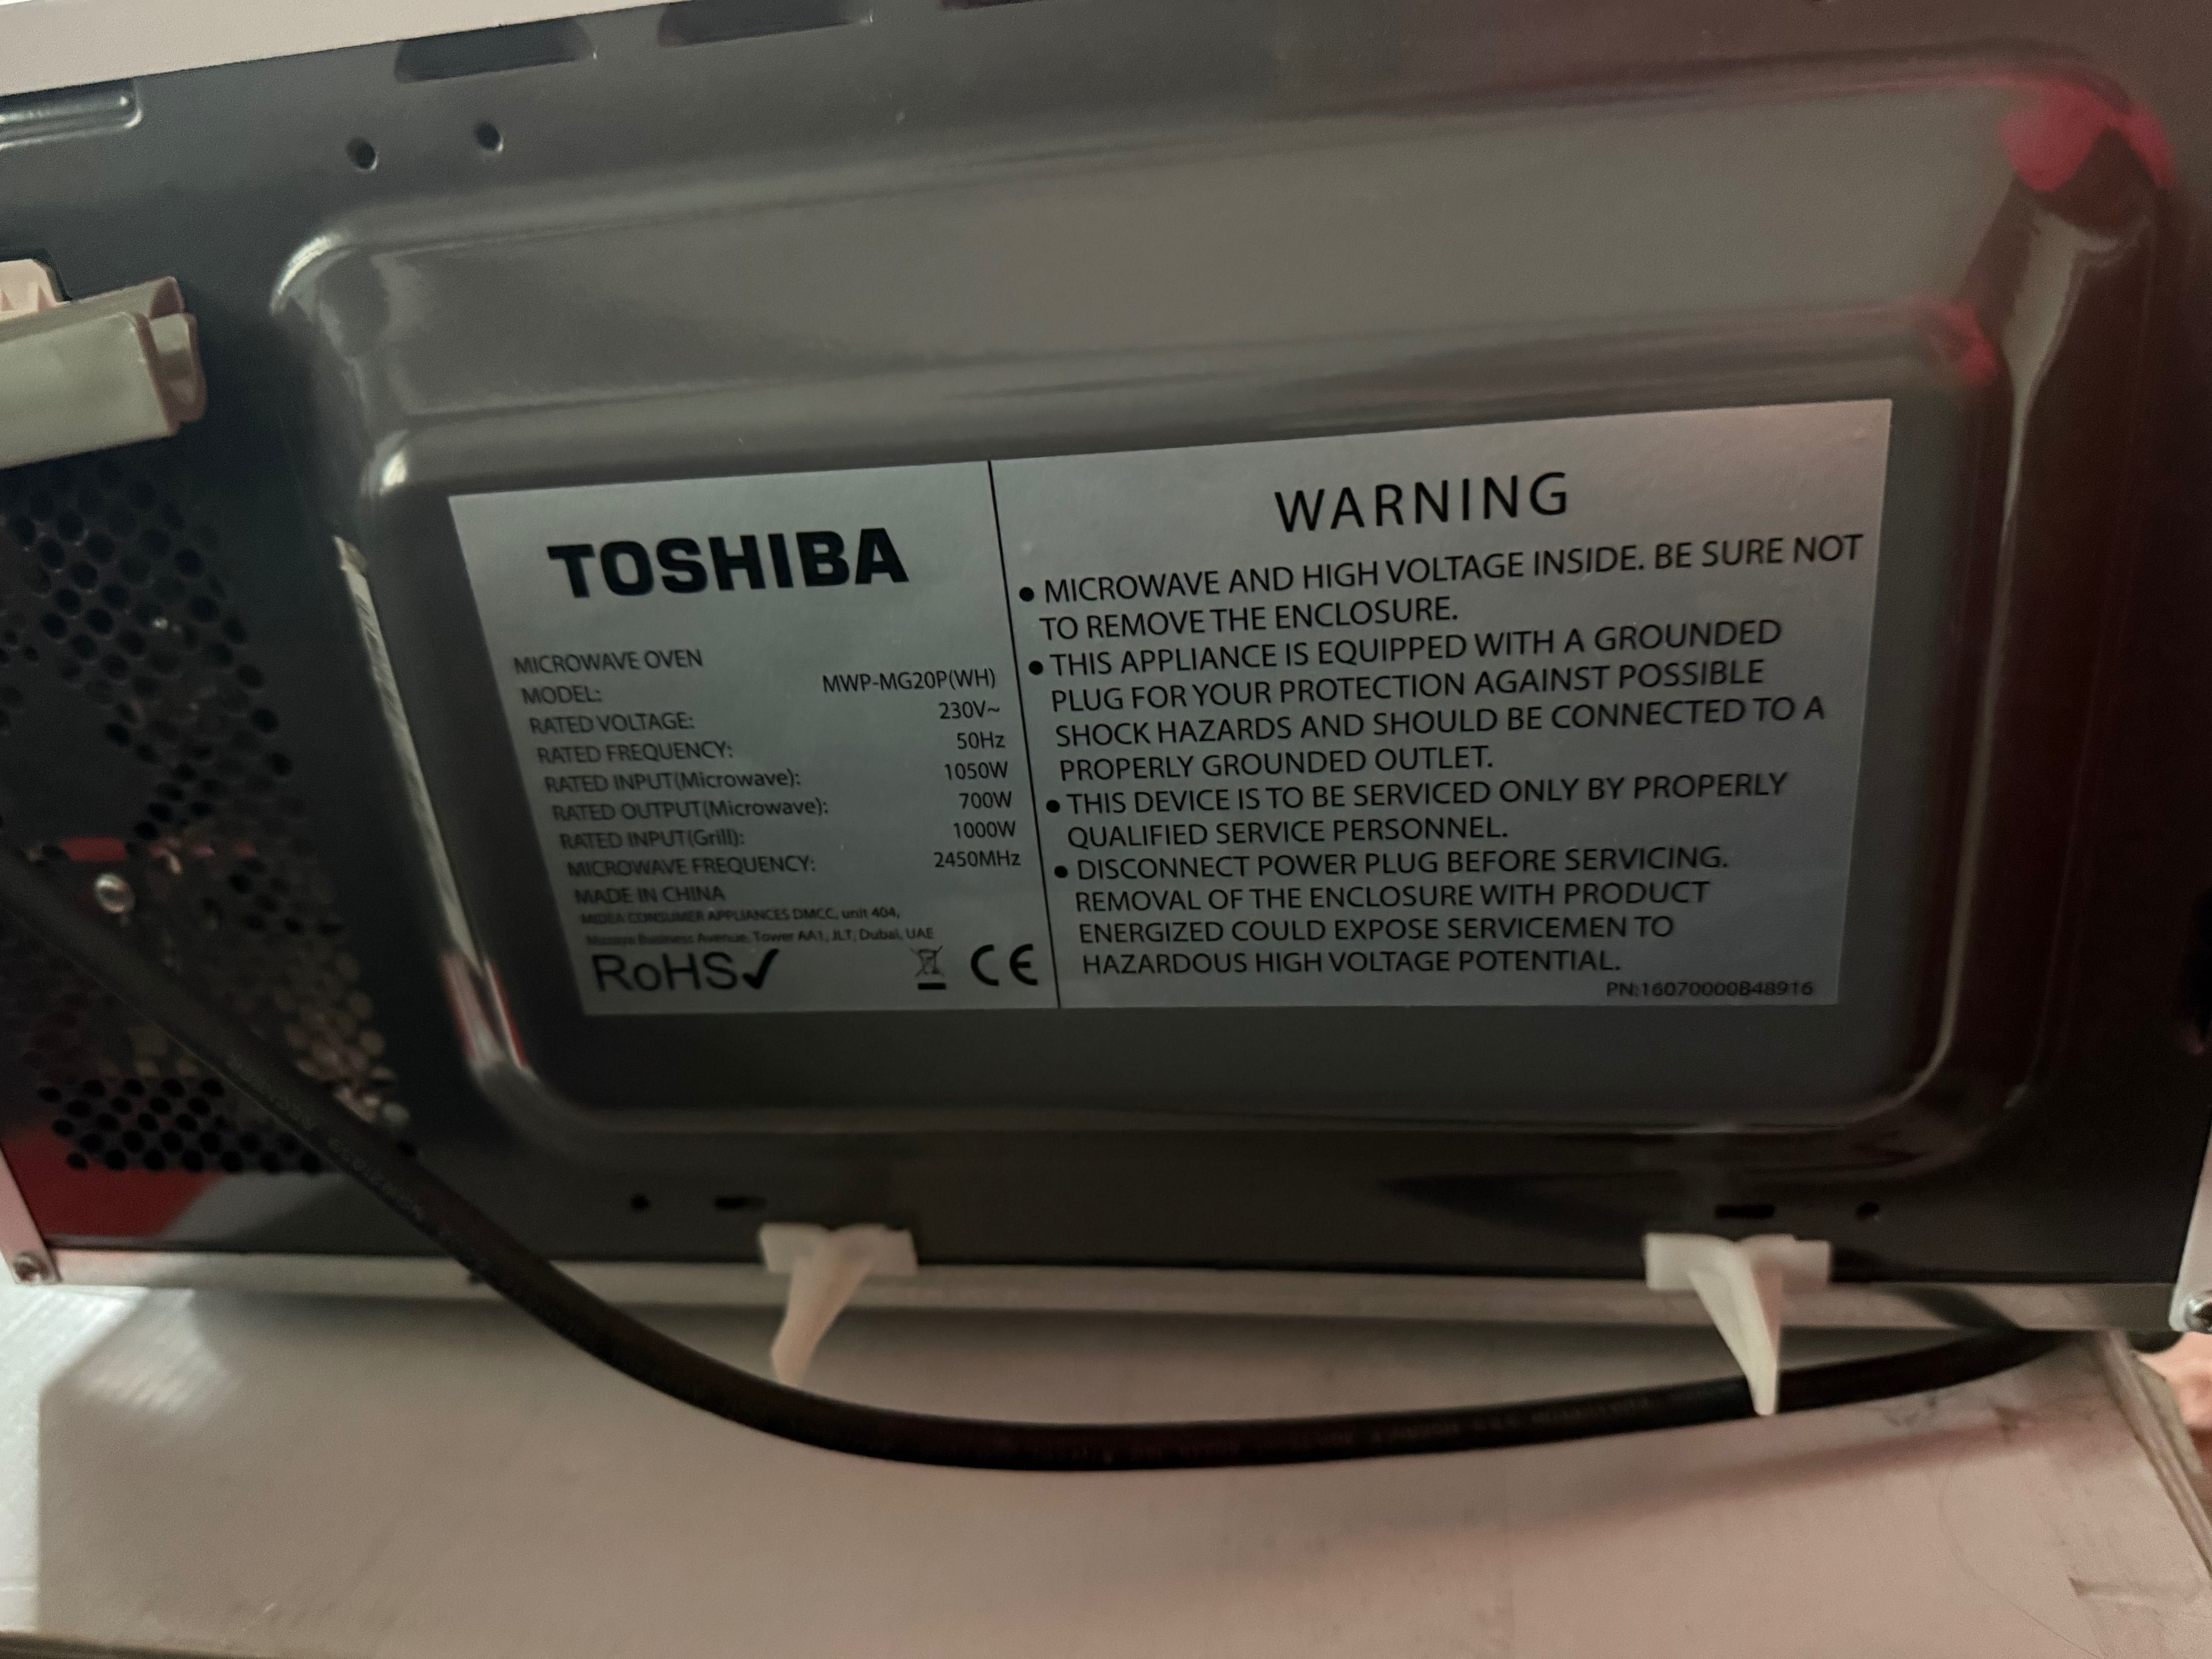 TOSHIBA
MICROWAVE OVEN
MODEL: MWP-MG20P(WH)
RATED VOLTAGE: 230V~
RATED FREQUENCY: 50Hz
RATED INPUT(Microwave): 1050W
RATED OUTPUT(Microwave): 700W
RATED INPUT(Grill): 1000W
MICROWAVE FREQUENCY: 2450MHz
MADE IN CHINA
MIDEA CONSUMER APPLIANCES DMCC, unit 404,
Mazaya Business Avenue, Tower AA1, JLT, Dubai, UAE
RoHS✓ CE
WARNING
● MICROWAVE AND HIGH VOLTAGE INSIDE. BE SURE NOT
TO REMOVE THE ENCLOSURE.
● THIS APPLIANCE IS EQUIPPED WITH A GROUNDED
PLUG FOR YOUR PROTECTION AGAINST POSSIBLE
SHOCK HAZARDS AND SHOULD BE CONNECTED TO A
PROPERLY GROUNDED OUTLET.
● THIS DEVICE IS TO BE SERVICED ONLY BY PROPERLY
QUALIFIED SERVICE PERSONNEL.
● DISCONNECT POWER PLUG BEFORE SERVICING.
REMOVAL OF THE ENCLOSURE WITH PRODUCT
ENERGIZED COULD EXPOSE SERVICEMEN TO
HAZARDOUS HIGH VOLTAGE POTENTIAL.
PN:16070000B48916